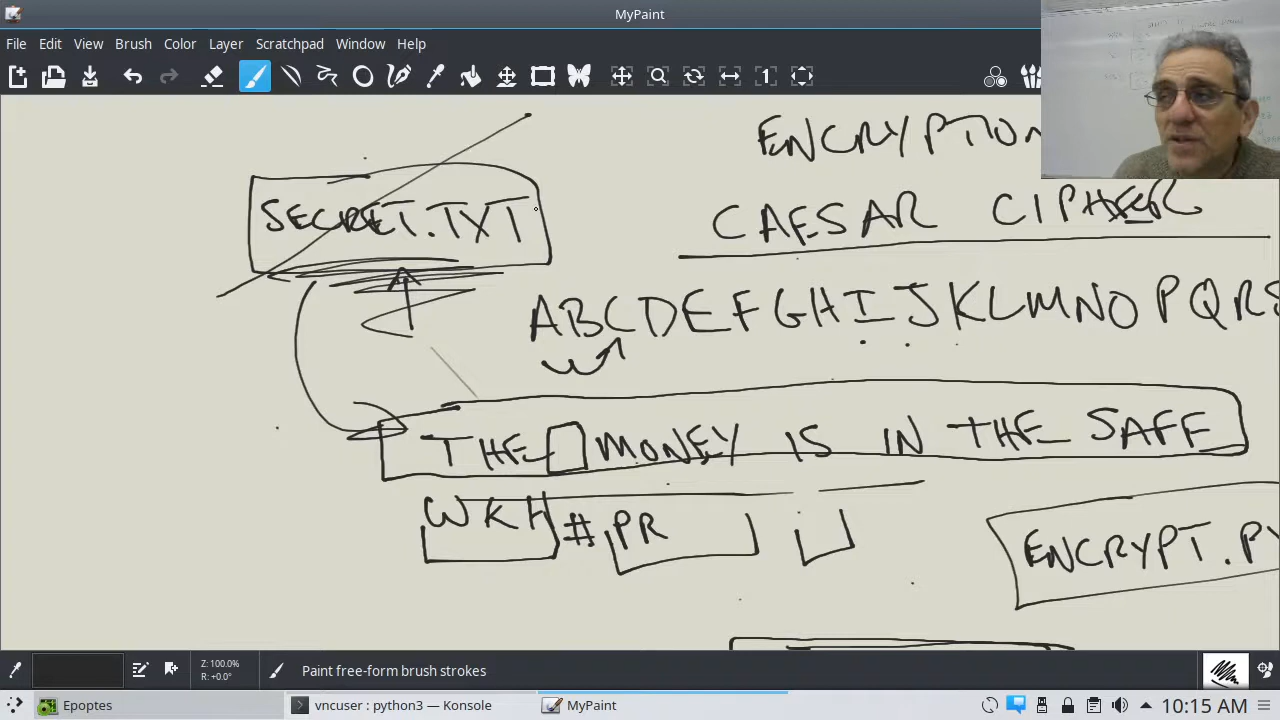 MyPaint
File Edit View Brush Color Layer Scratchpad Window Help
ENCRYPTION
SECRET.TXT
CAESAR CIPHER
ABCDEFGHIJKLMNOPQRS
THE MONEY IS IN THE SAFE
WKH # PR
ENCRYPT.PY
Z: 100.0%
R: +0.0°
Paint free-form brush strokes
Epoptes
vncuser : python3 — Konsole
MyPaint
10:15 AM